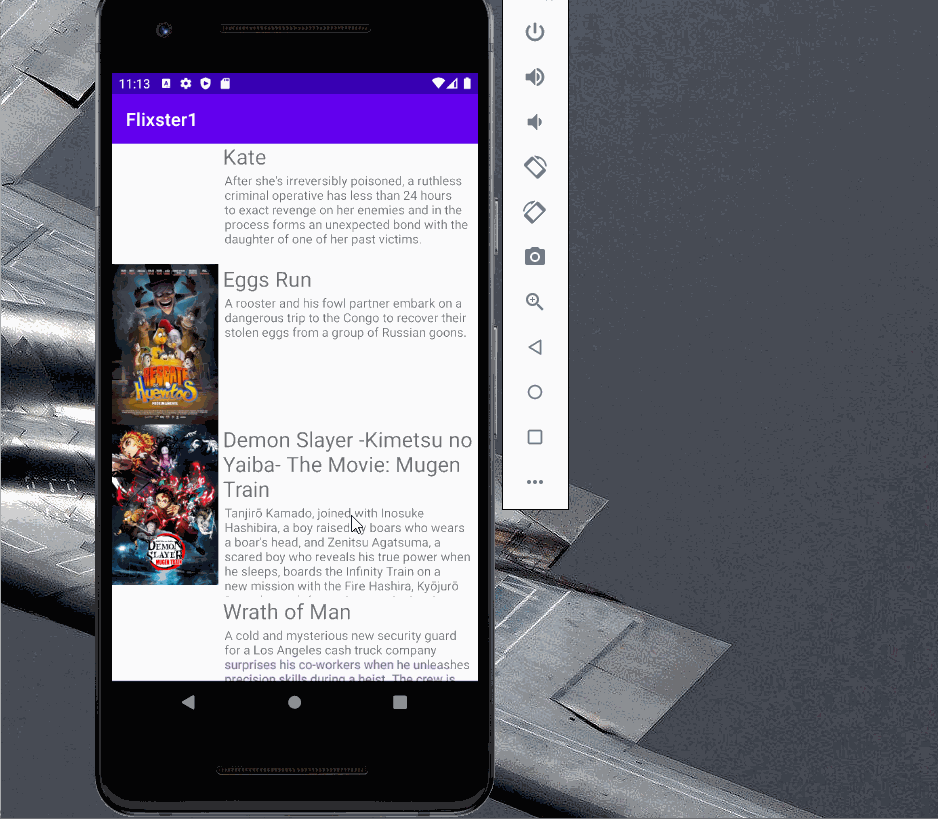 11:13
Flixster1
Kate
After she's irreversibly poisoned, a ruthless
criminal operative has less than 24 hours
to exact revenge on her enemies and in the
process forms an unexpected bond with the
daughter of one of her past victims.
Eggs Run
A rooster and his fowl partner embark on a
dangerous trip to the Congo to recover their
stolen eggs from a group of Russian goons.
Demon Slayer -Kimetsu no
Yaiba- The Movie: Mugen
Train
Tanjirō Kamado, joined with Inosuke
Hashibira, a boy raised by boars who wears
a boar's head, and Zenitsu Agatsuma, a
scared boy who reveals his true power when
he sleeps, boards the Infinity Train on a
new mission with the Fire Hashira, Kyōjurō
DEMON
SLAYER
MUGEN TRAIN
Wrath of Man
A cold and mysterious new security guard
for a Los Angeles cash truck company
surprises his co-workers when he unleashes
precision skills during a heist. The crew is